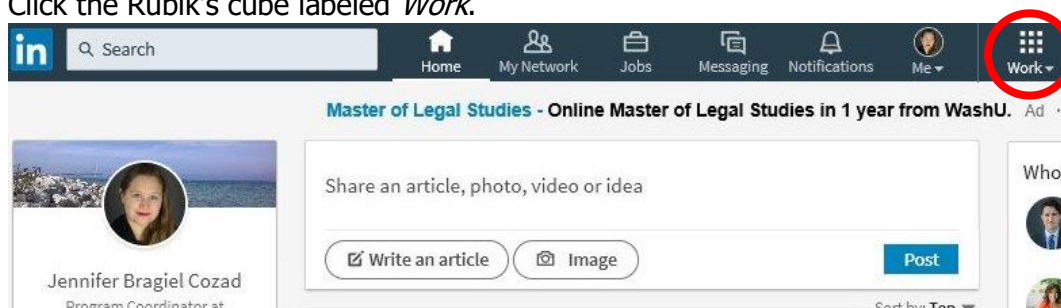 Click the Rubik's cube labeled Work.
in Search Home My Network Jobs Messaging Notifications Me Work
Master of Legal Studies - Online Master of Legal Studies in 1 year from WashU. Ad ·
Share an article, photo, video or idea
Who
Write an article Image Post
Jennifer Bragiel Cozad
Program Coordinator at
Sort by: Top